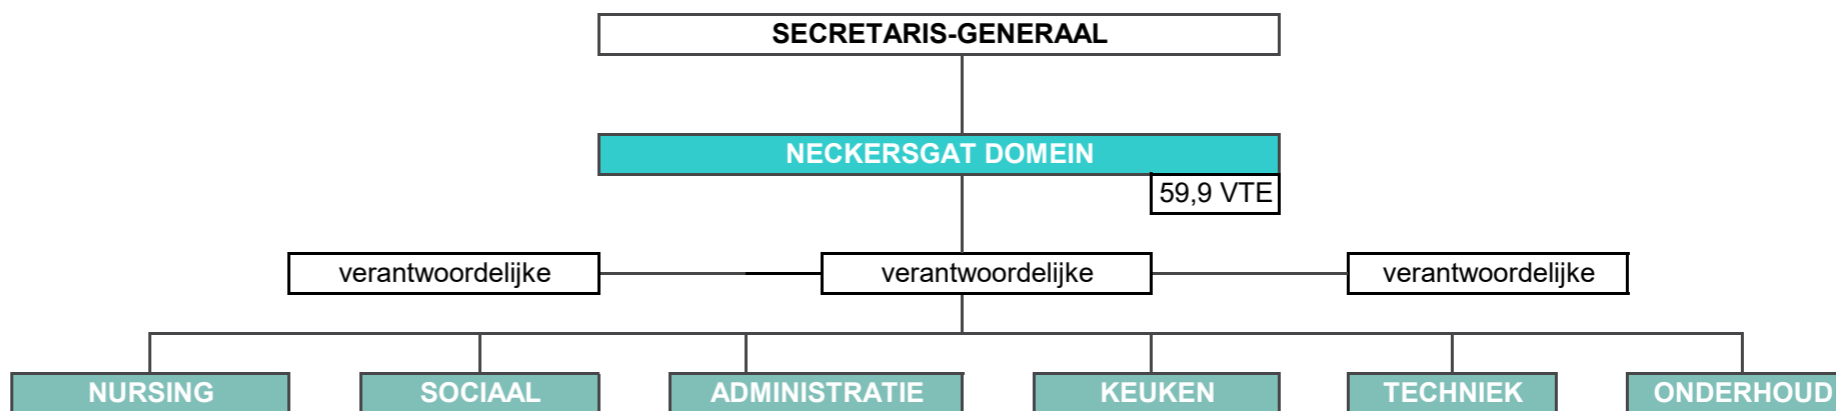 SECRETARIS-GENERAAL
NECKERSGAT DOMEIN
59,9 VTE
verantwoordelijke verantwoordelijke verantwoordelijke
NURSING SOCIAAL ADMINISTRATIE KEUKEN TECHNIEK ONDERHOUD